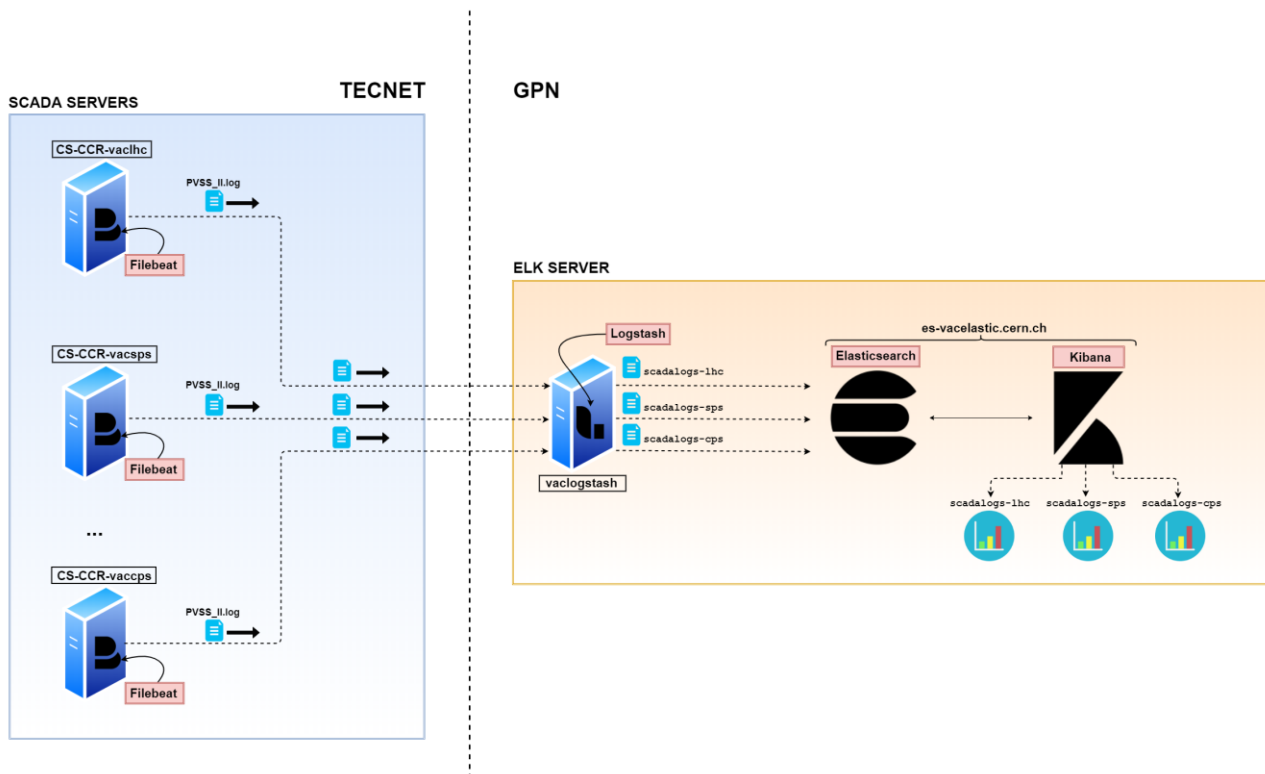 TECNET
GPN
SCADA SERVERS
CS-CCR-vaclhc
PVSS_II.log
Filebeat
CS-CCR-vacsps
PVSS_II.log
Filebeat
...
CS-CCR-vaccps
PVSS_II.log
Filebeat
ELK SERVER
Logstash
vaclogstash
scadalogs-lhc
scadalogs-sps
scadalogs-cps
es-vacelastic.cern.ch
Elasticsearch
Kibana
scadalogs-lhc
scadalogs-sps
scadalogs-cps